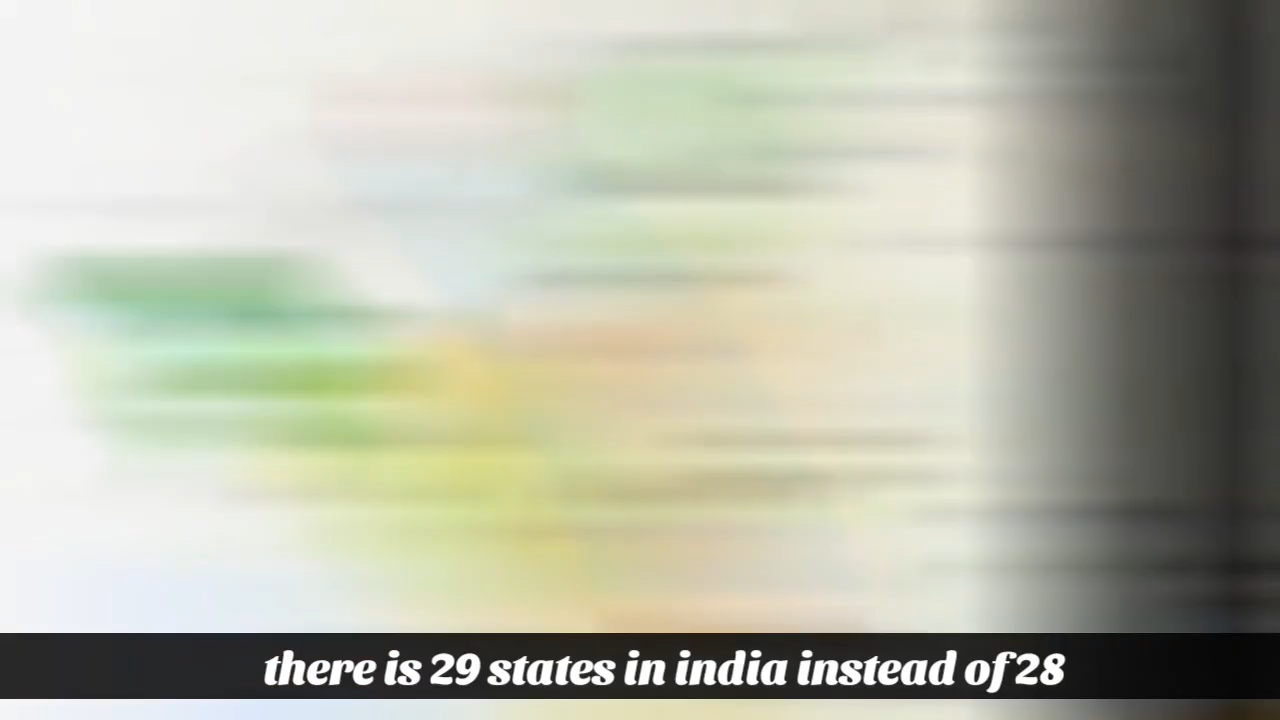 there is 29 states in india instead of 28